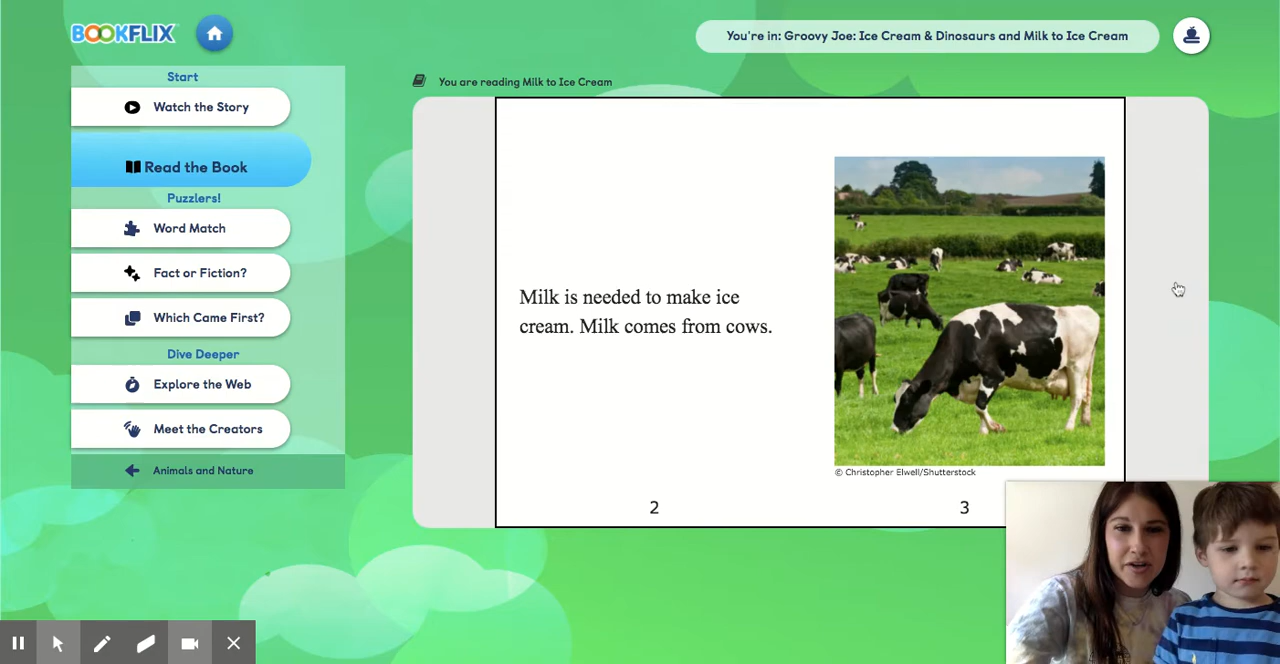 BOOKFLIX
You're in: Groovy Joe: Ice Cream & Dinosaurs and Milk to Ice Cream
Start
Watch the Story
Read the Book
Puzzlers!
Word Match
Fact or Fiction?
Which Came First?
Dive Deeper
Explore the Web
Meet the Creators
Animals and Nature
You are reading Milk to Ice Cream
Milk is needed to make ice
cream. Milk comes from cows.
© Christopher Elwell/Shutterstock
2
3